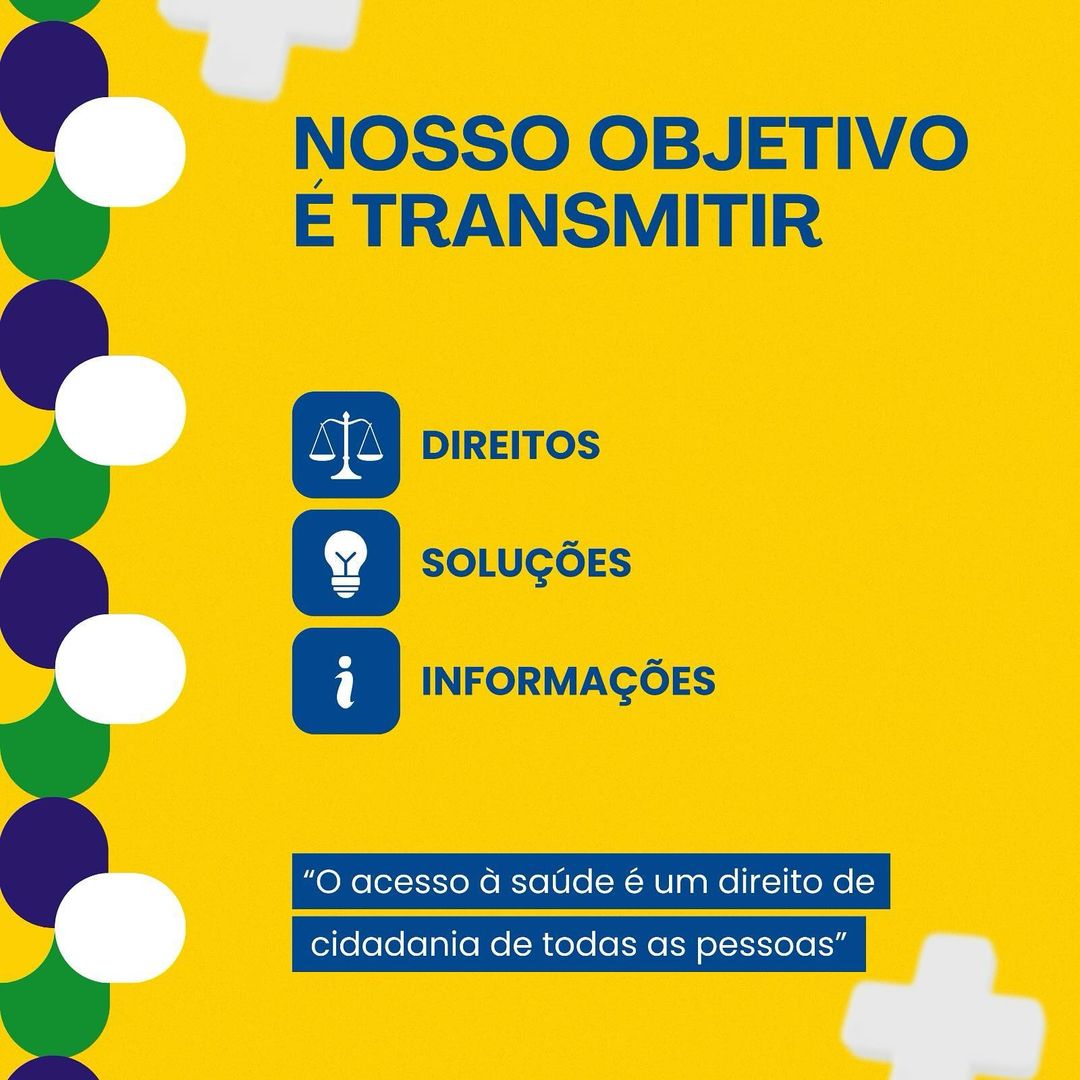 NOSSO OBJETIVO
É TRANSMITIR
DIREITOS
SOLUÇÕES
INFORMAÇÕES
“O acesso à saúde é um direito de
cidadania de todas as pessoas”